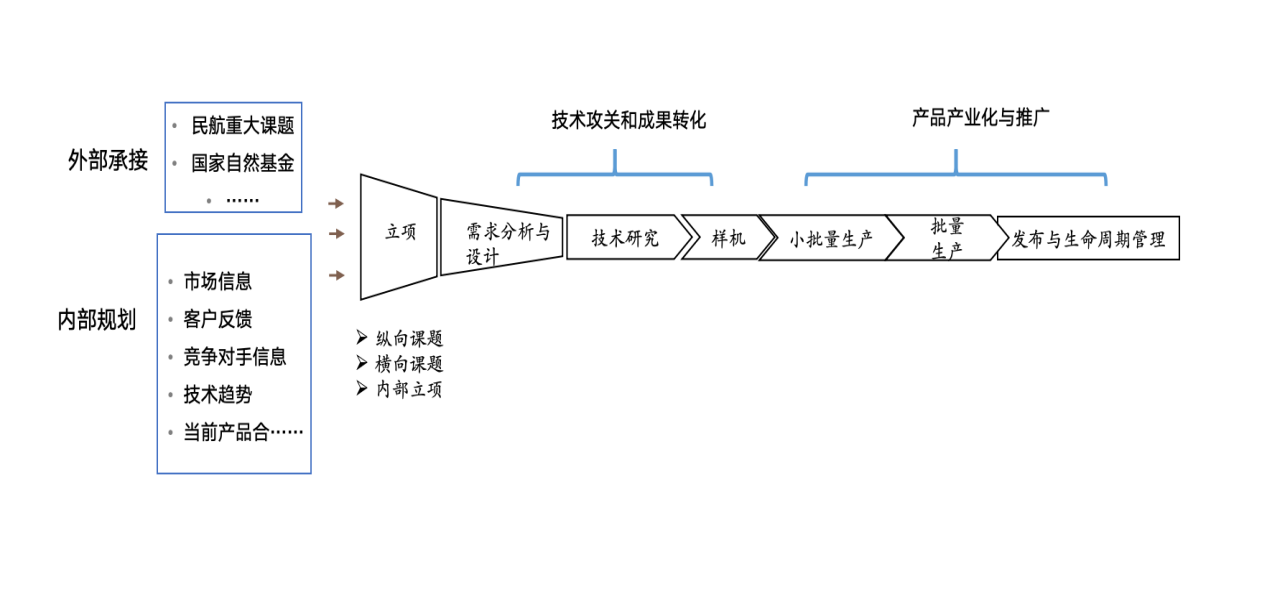 外部承接
• 民航重大课题
• 国家自然基金
• ……
内部规划
• 市场信息
• 客户反馈
• 竞争对手信息
• 技术趋势
• 当前产品合……
技术攻关和成果转化
产品产业化与推广
立项
需求分析与
设计
技术研究
样机
小批量生产
批量
生产
发布与生命周期管理
➢ 纵向课题
➢ 横向课题
➢ 内部立项